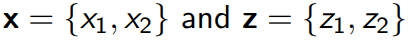 x = {x₁, x₂} and z = {z₁, z₂}